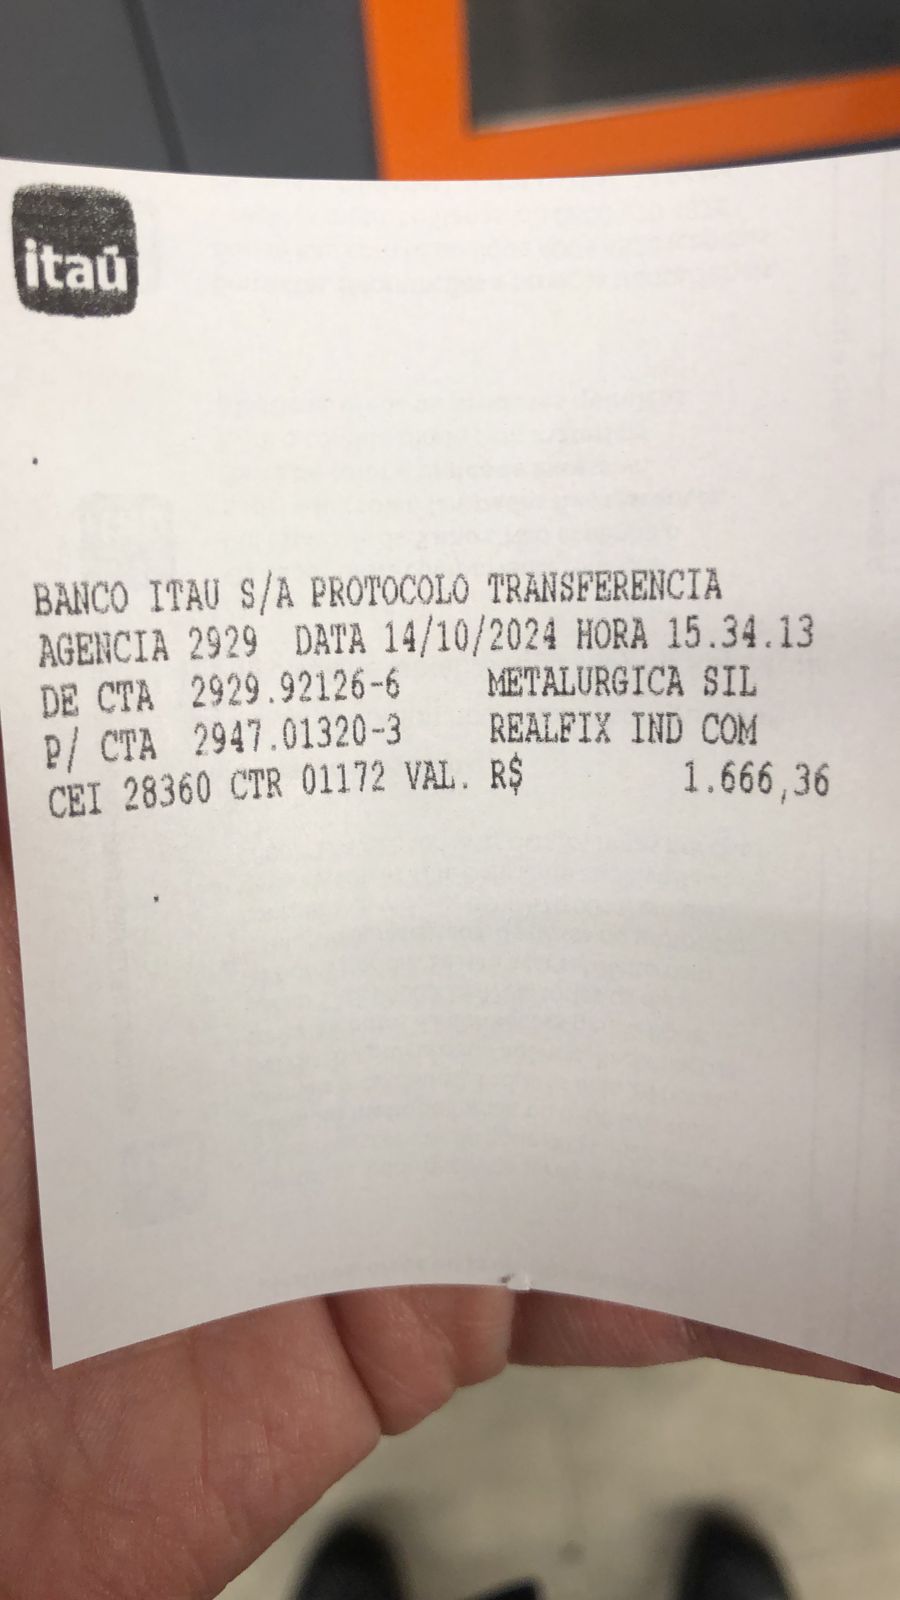 itaú
BANCO ITAU S/A PROTOCOLO TRANSFERENCIA
AGENCIA 2929 DATA 14/10/2024 HORA 15.34.13
DE CTA 2929.92126-6 METALURGICA SIL
P/ CTA 2947.01320-3 REALFIX IND COM
CEI 28360 CTR 01172 VAL. R$ 1.666,36